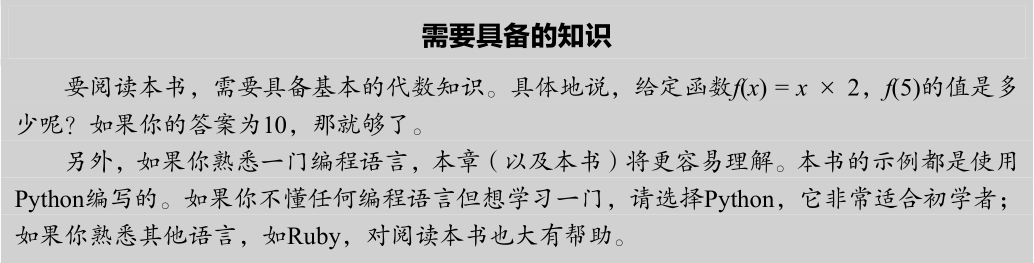 需要具备的知识
要阅读本书，需要具备基本的代数知识。具体地说，给定函数f(x) = x × 2，f(5)的值是多
少呢？如果你的答案为10，那就够了。
另外，如果你熟悉一门编程语言，本章（以及本书）将更容易理解。本书的示例都是使用
Python编写的。如果你不懂任何编程语言但想学习一门，请选择Python，它非常适合初学者；
如果你熟悉其他语言，如Ruby，对阅读本书也大有帮助。